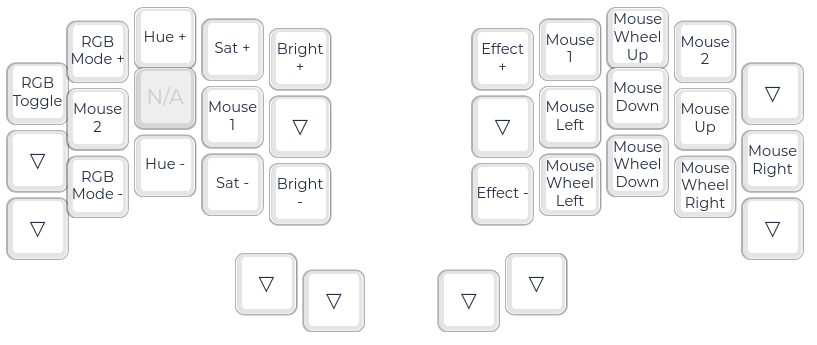 RGB
Toggle
▽
▽
RGB
Mode +
Mouse
2
RGB
Mode -
Hue +
N/A
Hue -
Sat +
Mouse
1
Sat -
Bright
+
▽
Bright
-
▽
▽
Effect
+
▽
Effect -
Mouse
1
Mouse
Left
Mouse
Wheel
Left
Mouse
Wheel
Up
Mouse
Down
Mouse
Wheel
Down
Mouse
2
Mouse
Up
Mouse
Wheel
Right
▽
Mouse
Right
▽
▽
▽